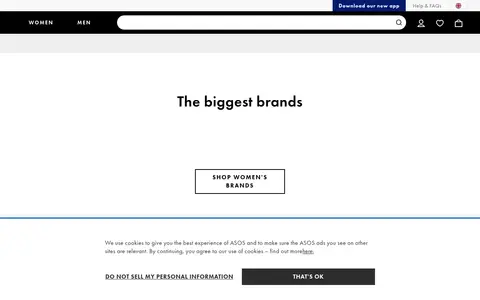 Download our new app
Help & FAQs
WOMEN
MEN
The biggest brands
SHOP WOMEN'S
BRANDS
We use cookies to give you the best experience of ASOS and to make sure the ASOS ads you see on other
sites are relevant. By continuing, you agree to our use of cookies – find out morehere.
DO NOT SELL MY PERSONAL INFORMATION
THAT'S OK